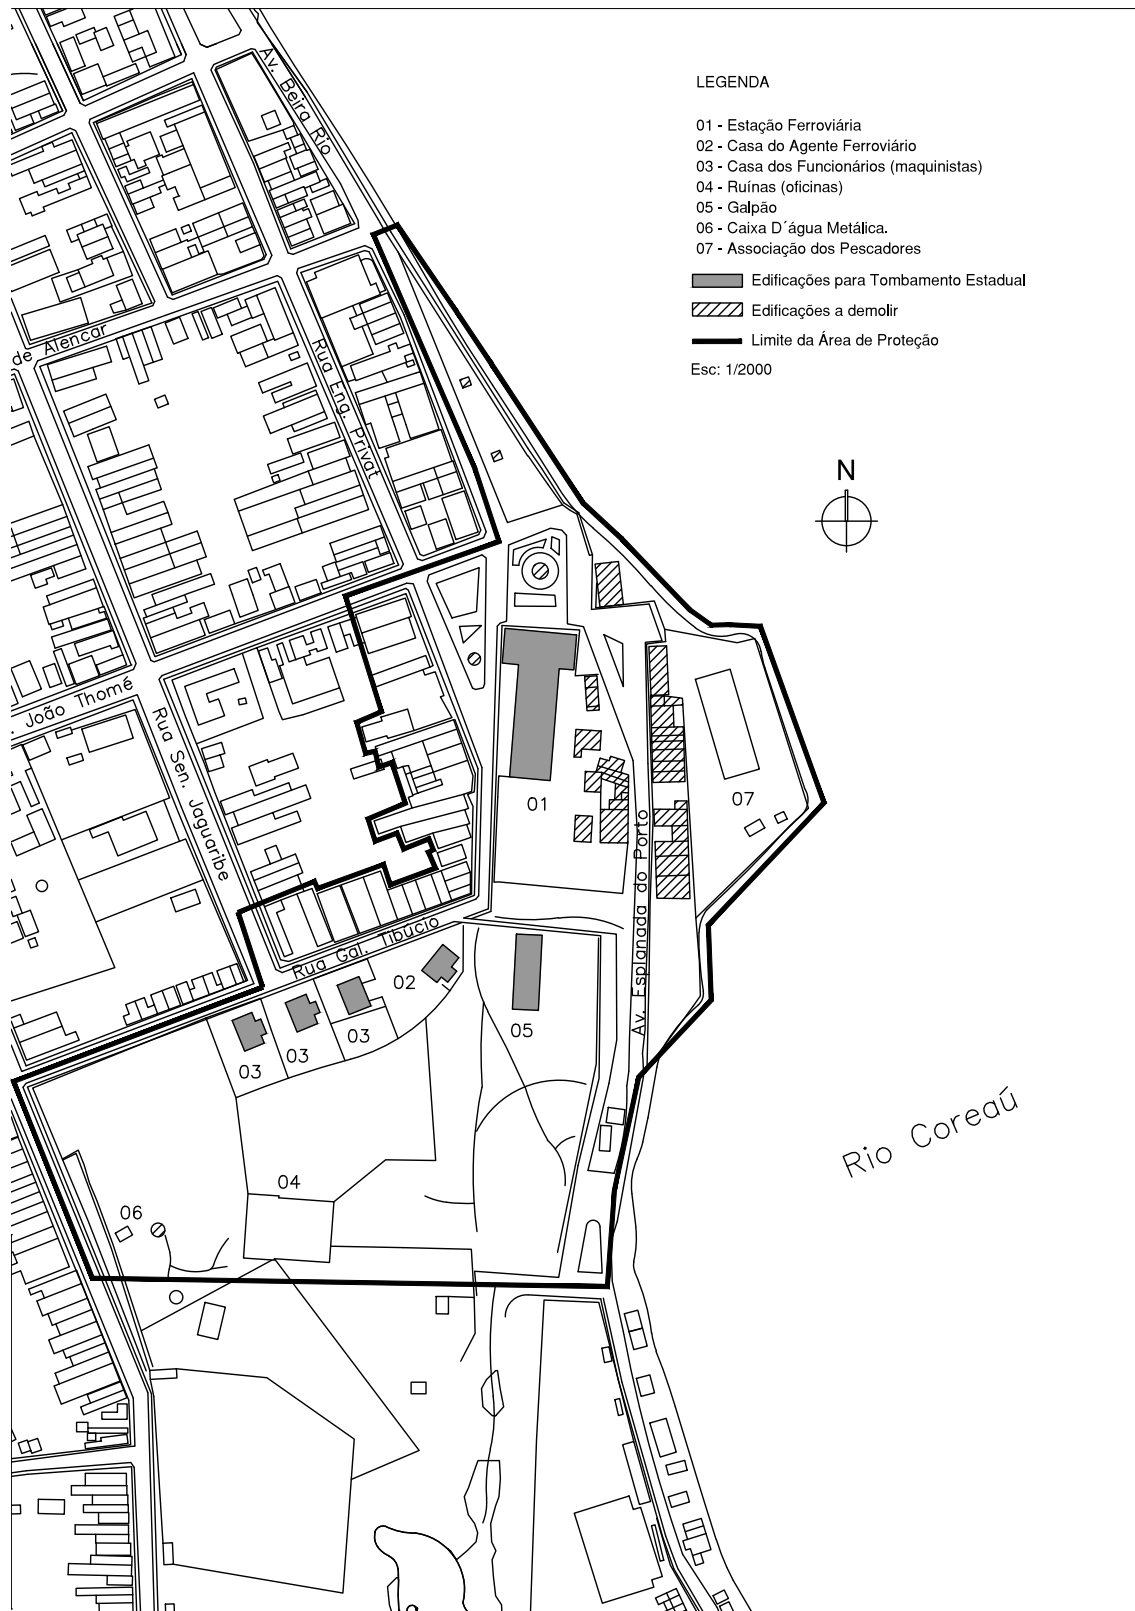 LEGENDA
01 - Estação Ferroviária
02 - Casa do Agente Ferroviário
03 - Casa dos Funcionários (maquinistas)
04 - Ruínas (oficinas)
05 - Galpão
06 - Caixa D´água Metálica.
07 - Associação dos Pescadores
Edificações para Tombamento Estadual
Edificações a demolir
Limite da Área de Proteção
Esc: 1/2000
N
Av. Beira Rio
de Alencar
Rua Eng. Privat
. João Thomé
Rua Sen. Jaguaribe
01
07
Av. Esplanada do Porto
Rua Gal. Tibúcio
02
05
03
03
03
04
06
Rio Coreaú